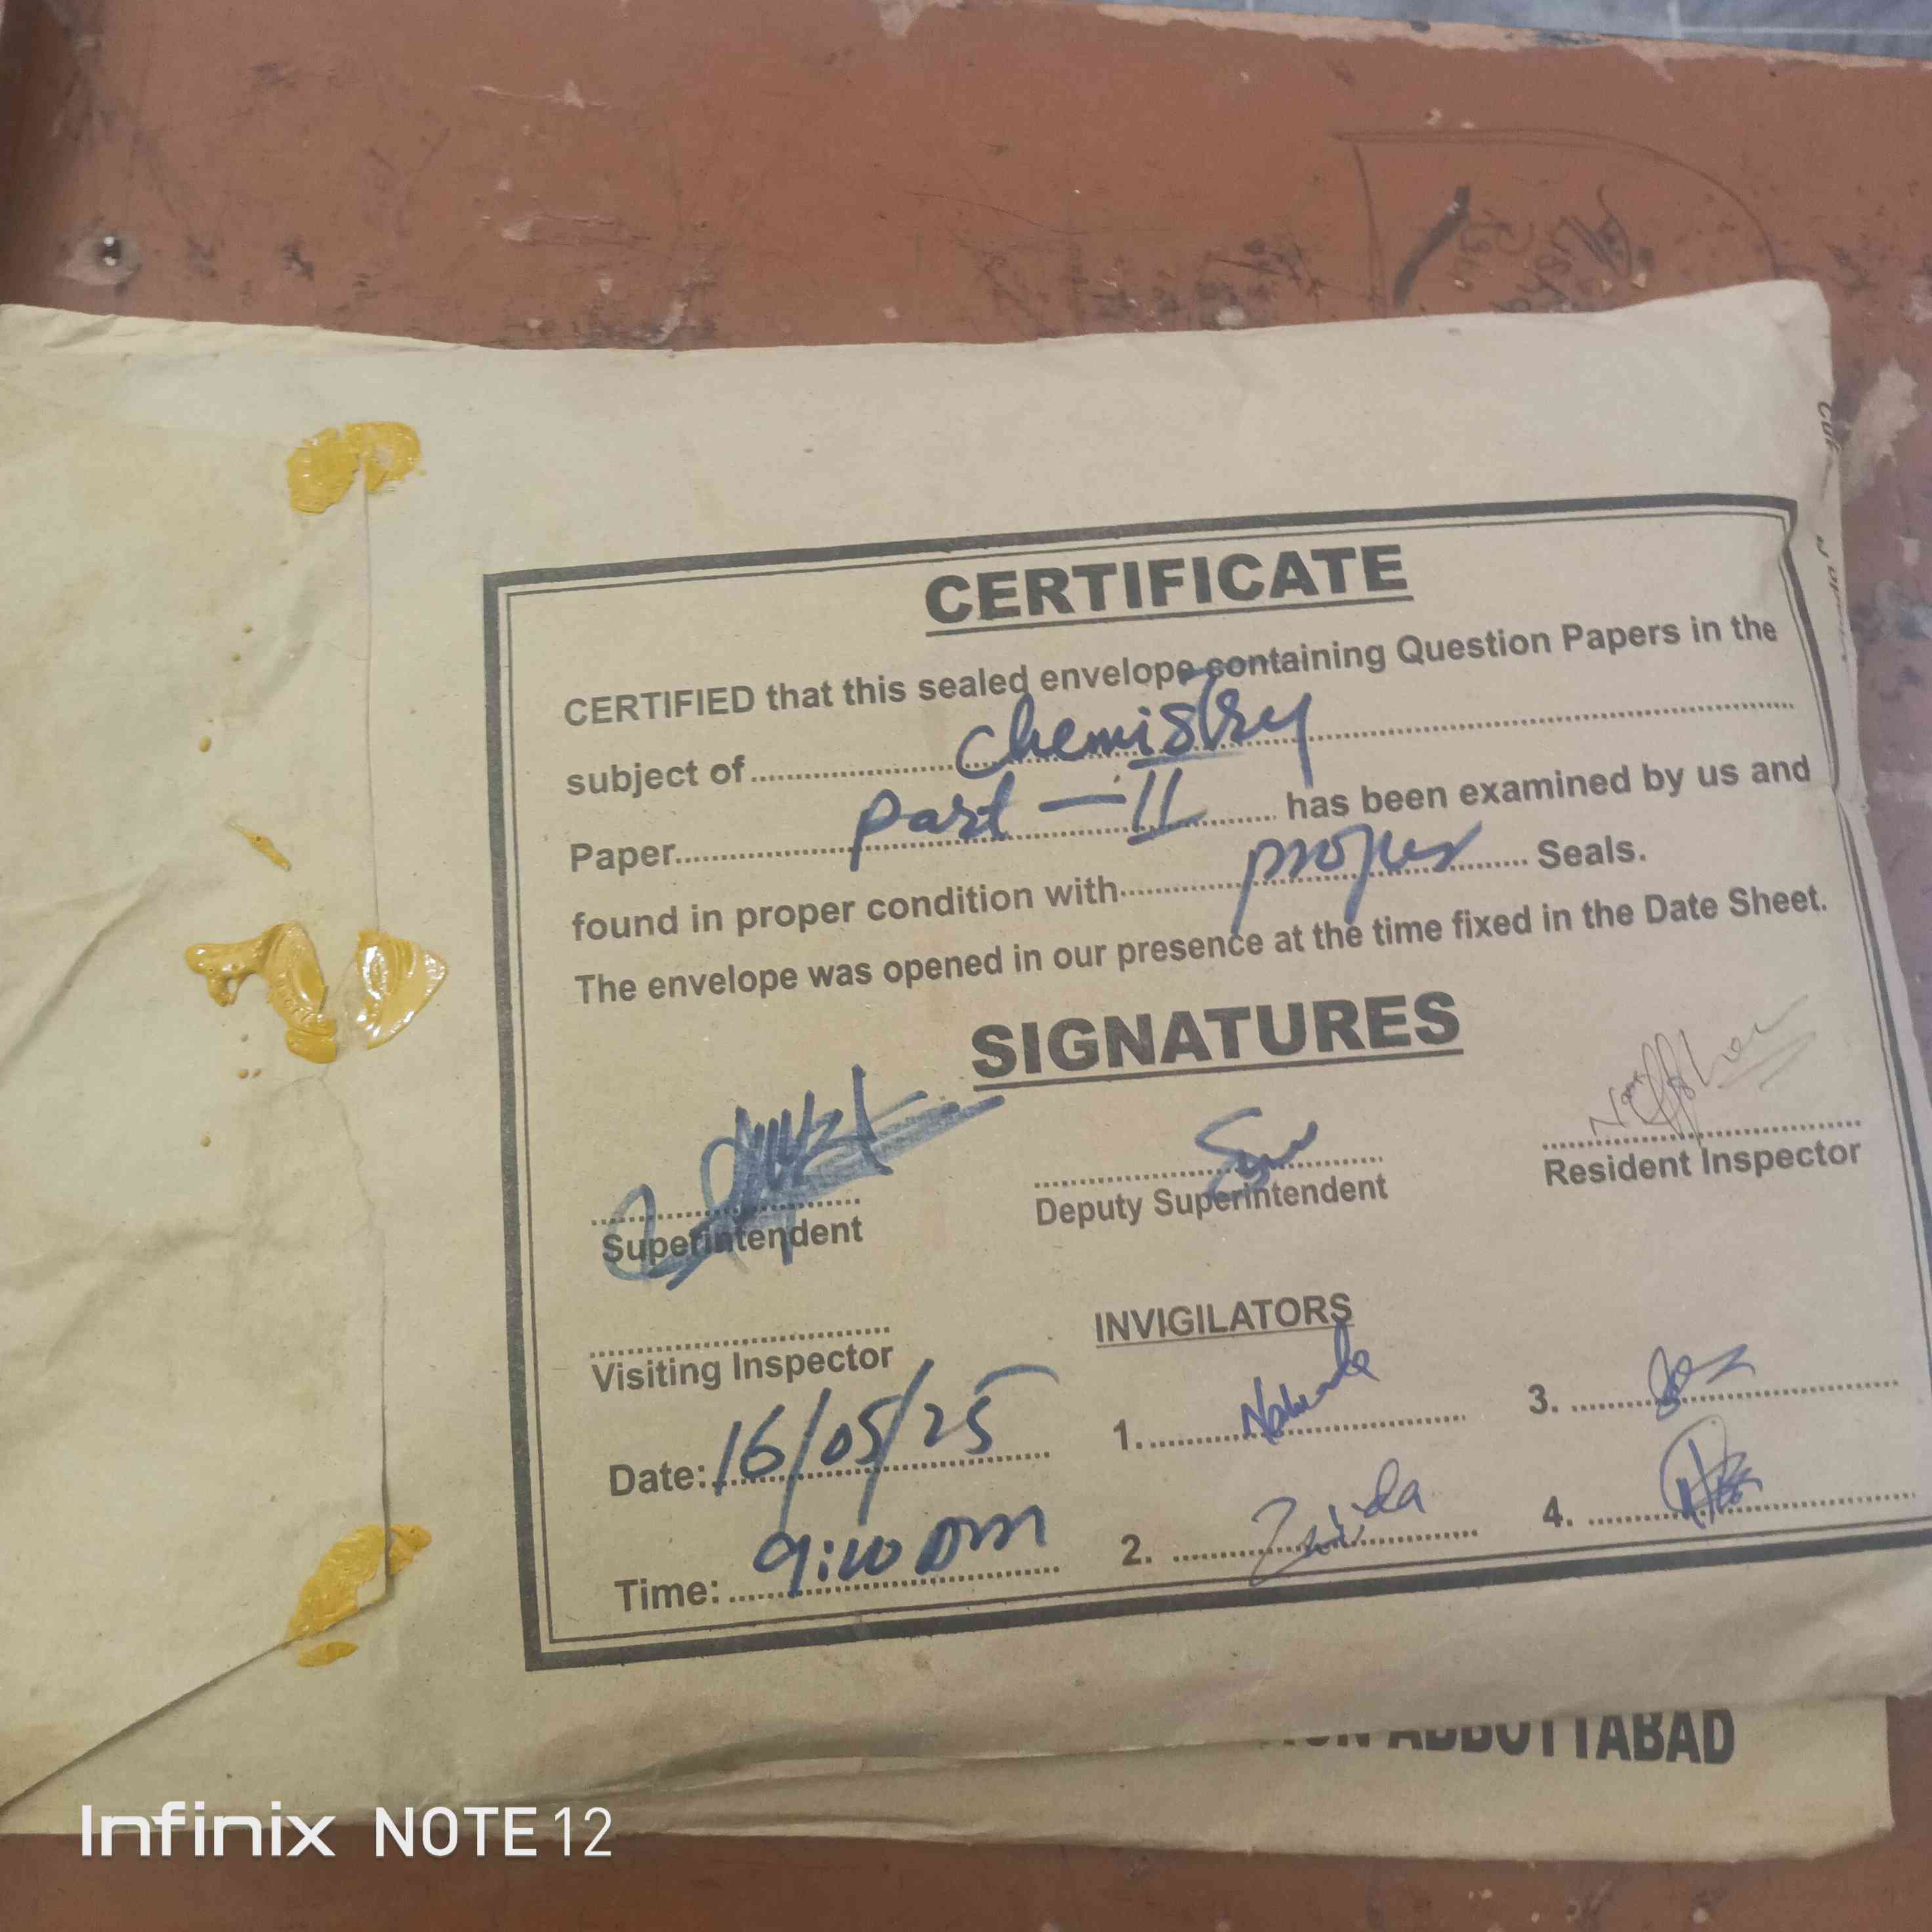 CERTIFICATE
CERTIFIED that this sealed envelope containing Question Papers in the
subject of Chemistry
Paper Part - II has been examined by us and
found in proper condition with proper Seals.
The envelope was opened in our presence at the time fixed in the Date Sheet.
SIGNATURES
Superintendent
Deputy Superintendent
Resident Inspector
Visiting Inspector
INVIGILATORS
Date: 16/05/25
1.
3.
Time:
2.
4.
ABBOTTABAD
Infinix NOTE 12